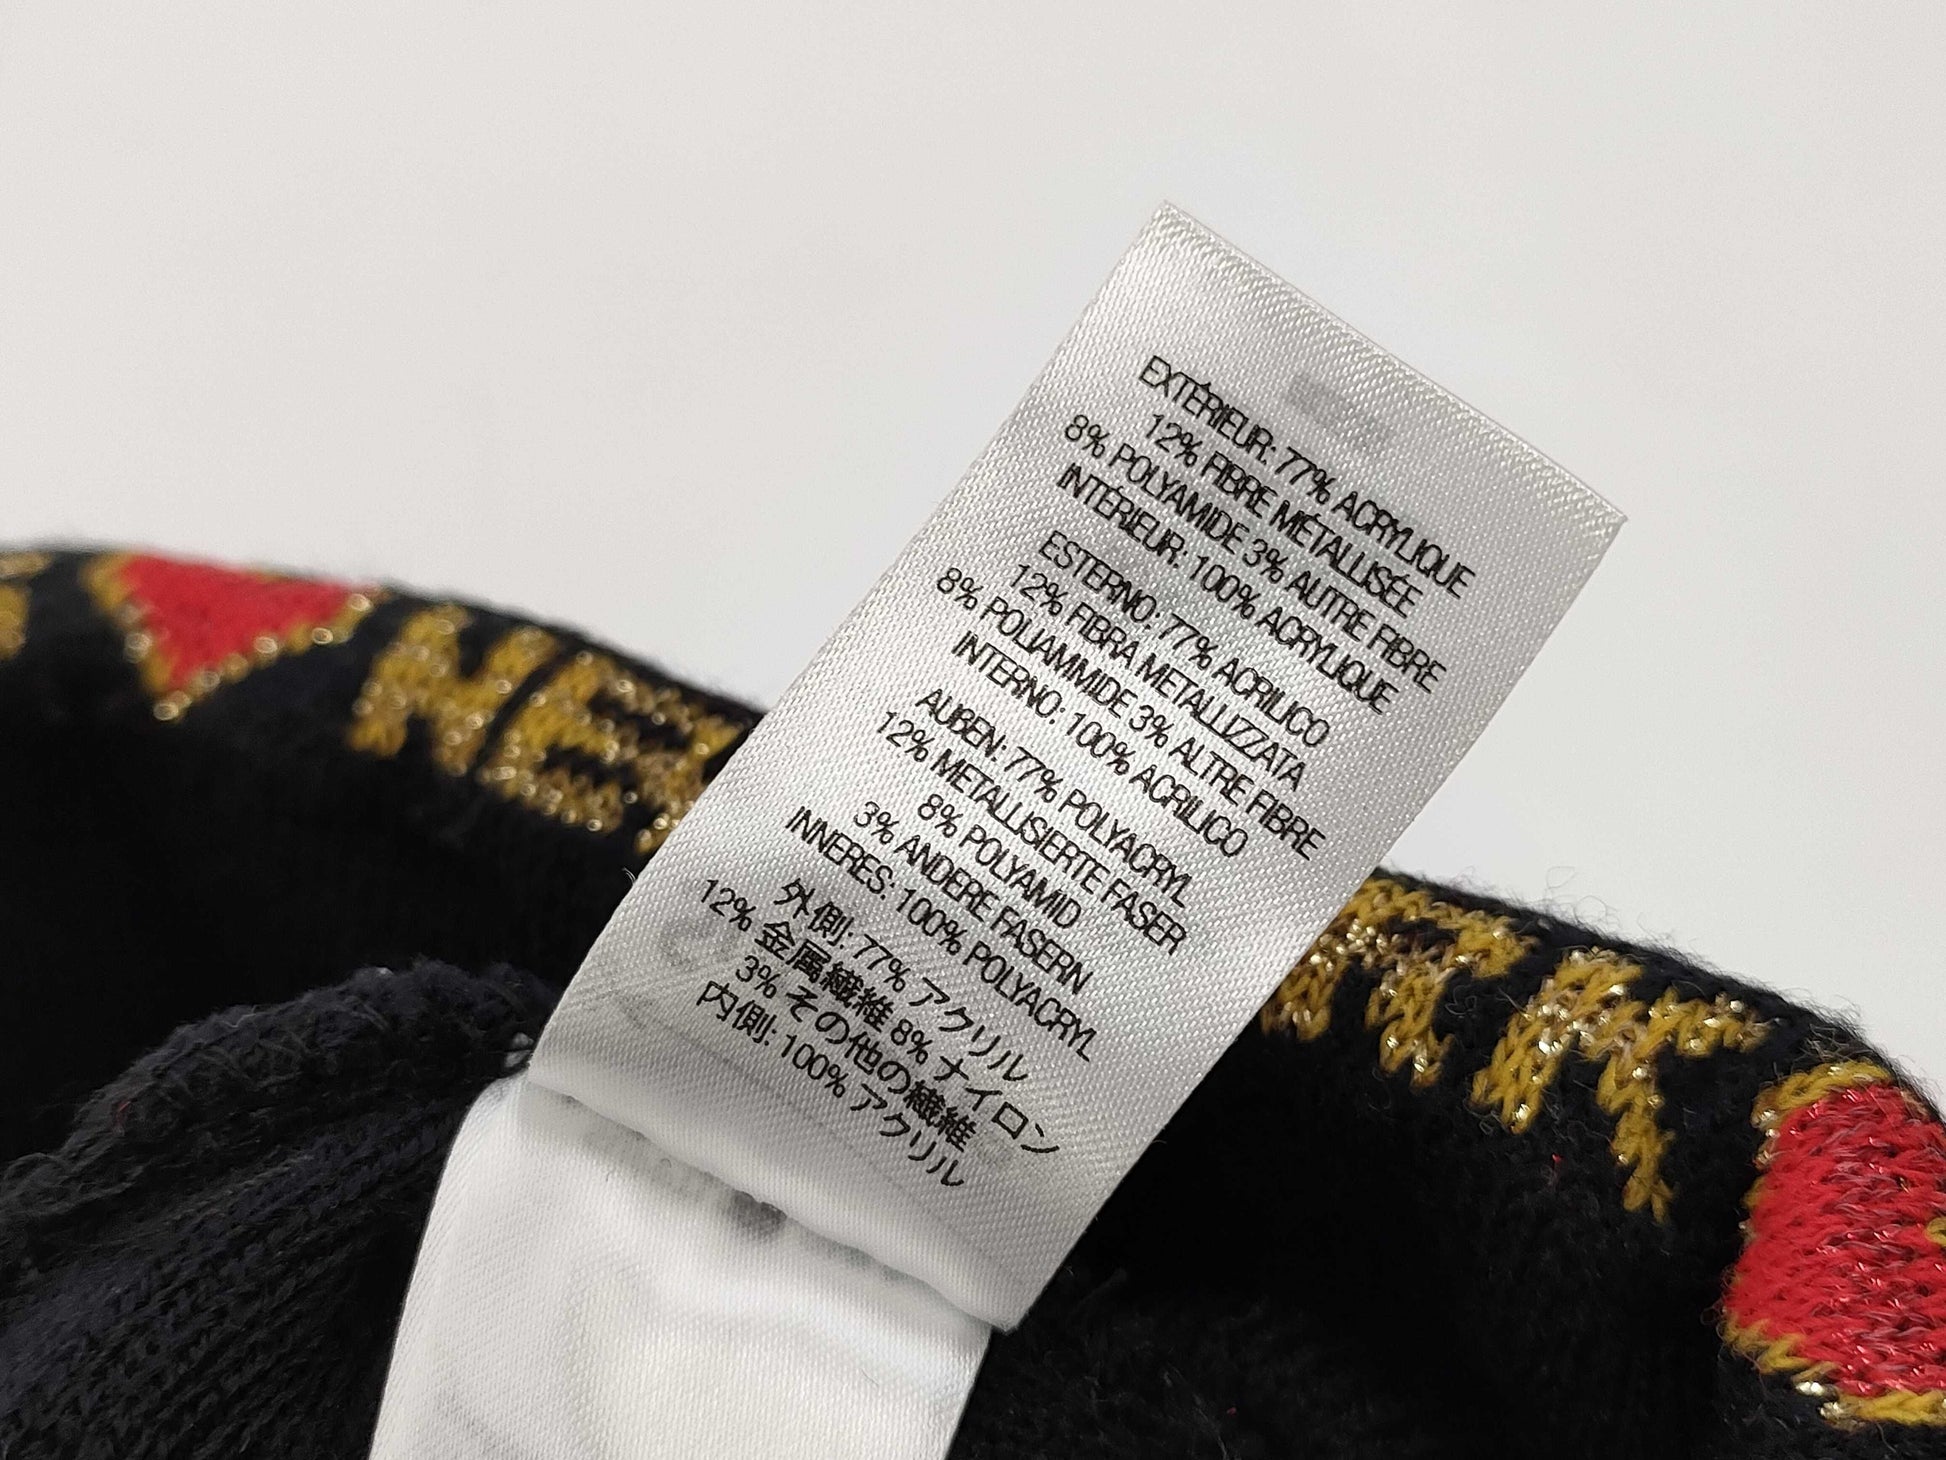 EXTÉRIEUR: 77% ACRYLIQUE
12% FIBRE MÉTALLISÉE
8% POLYAMIDE 3% AUTRE FIBRE
INTÉRIEUR: 100% ACRYLIQUE
ESTERNO: 77% ACRILICO
12% FIBRA METALLIZZATA
8% POLIAMMIDE 3% ALTRE FIBRE
INTERNO: 100% ACRILICO
AUBEN: 77% POLYACRYL
12% METALLISIERTE FASER
8% POLYAMID
3% ANDERE FASERN
INNERES: 100% POLYACRYL
外側: 77% アクリル
12% 金属繊維 8% ナイロン
3% その他の繊維
内側: 100% アクリル